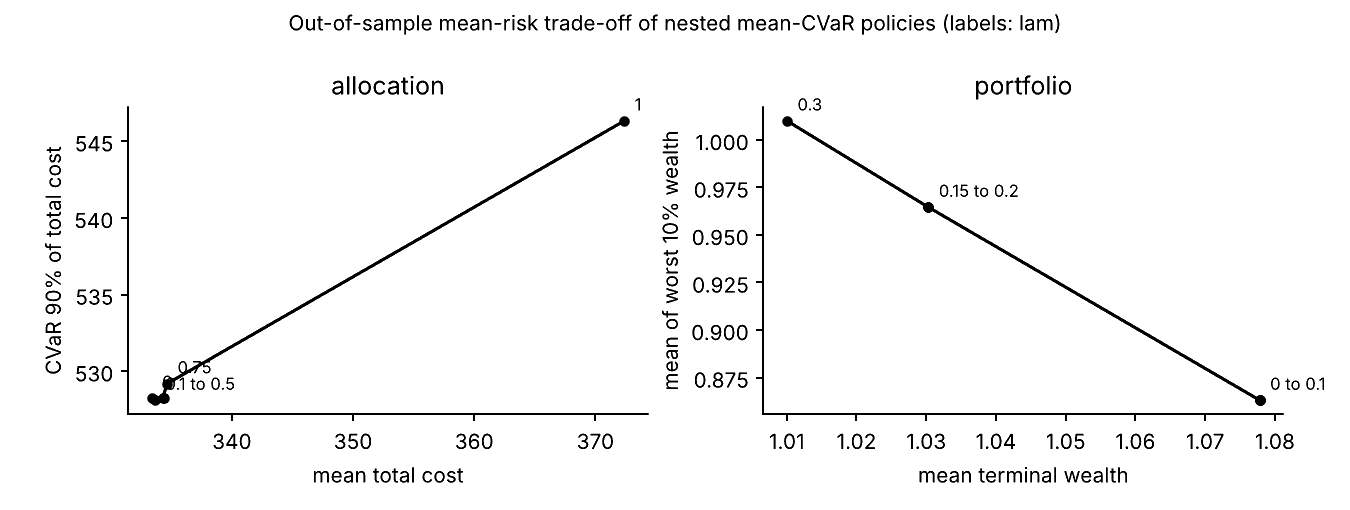 Out-of-sample mean-risk trade-off of nested mean-CVaR policies (labels: lam)
allocation
CVaR 90% of total cost
545
540
535
530
1
0.75
0.1 to 0.5
340
350
360
370
mean total cost
portfolio
mean of worst 10% wealth
1.000
0.975
0.950
0.925
0.900
0.875
0.3
0.15 to 0.2
0 to 0.1
1.01
1.02
1.03
1.04
1.05
1.06
1.07
1.08
mean terminal wealth